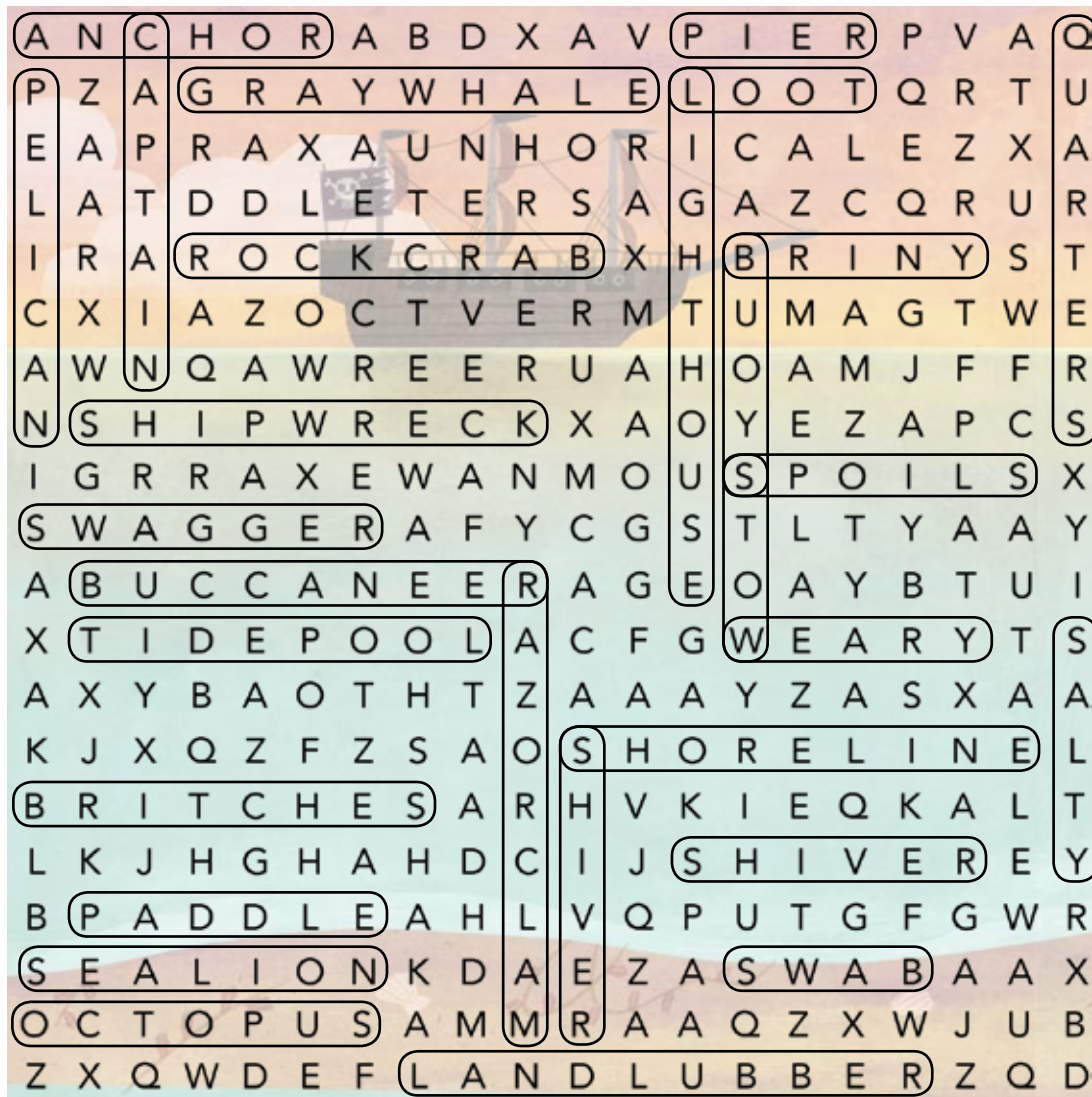 A N C H O R A B D X A V P I E R P V A Q
P Z A G R A Y W H A L E L O O T Q R T U
E A P R A X A U N H O R I C A L E Z X A
L A T D D L E T E R S A G A Z C Q R U R
I R A R O C K C R A B X H B R I N Y S T
C X I A Z O C T V E R M T U M A G T W E
A W N Q A W R E E R U A H O A M J F F R
N S H I P W R E C K X A O Y E Z A P C S
I G R R A X E W A N M O U S P O I L S X
S W A G G E R A F Y C G S T L T Y A A Y
A B U C C A N E E R A G E O A Y B T U I
X T I D E P O O L A C F G W E A R Y T S
A X Y B A O T H T Z A A A Y Z A S X A A
K J X Q Z F Z S A O S H O R E L I N E L
B R I T C H E S A R H V K I E Q K A L T
L K J H G H A H D C I J S H I V E R E Y
B P A D D L E A H L V Q P U T G F G W R
S E A L I O N K D A E Z A S W A B A A X
O C T O P U S A M M R A A Q Z X W J U B
Z X Q W D E F L A N D L U B B E R Z Q D